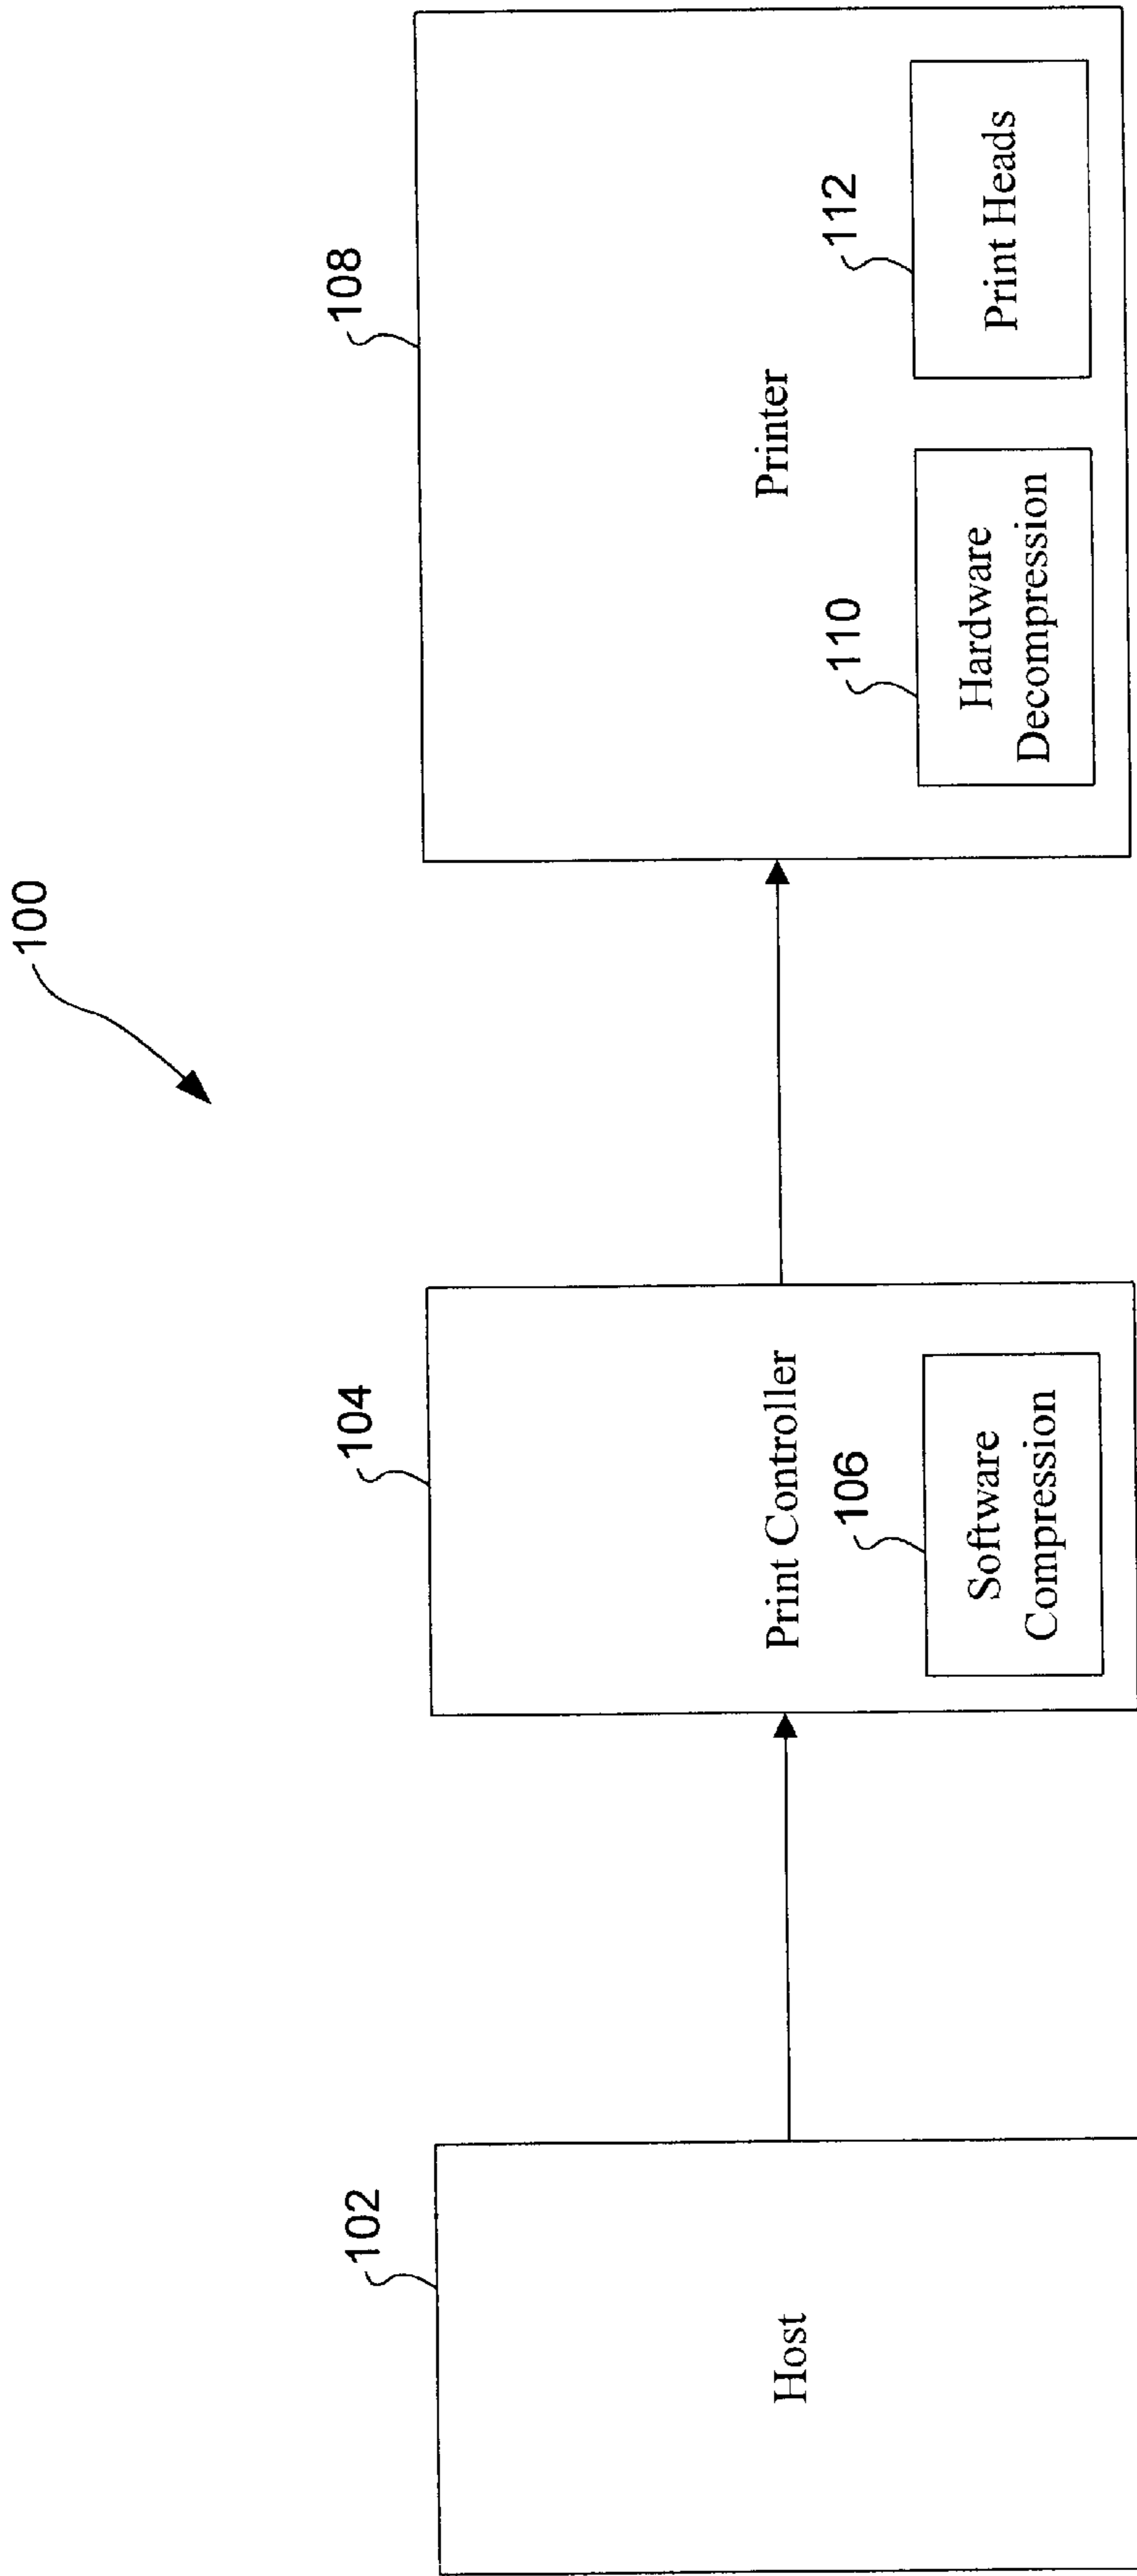 100
102
Host
104
Print Controller
106
Software
Compression
108
Printer
110
Hardware
Decompression
112
Print Heads